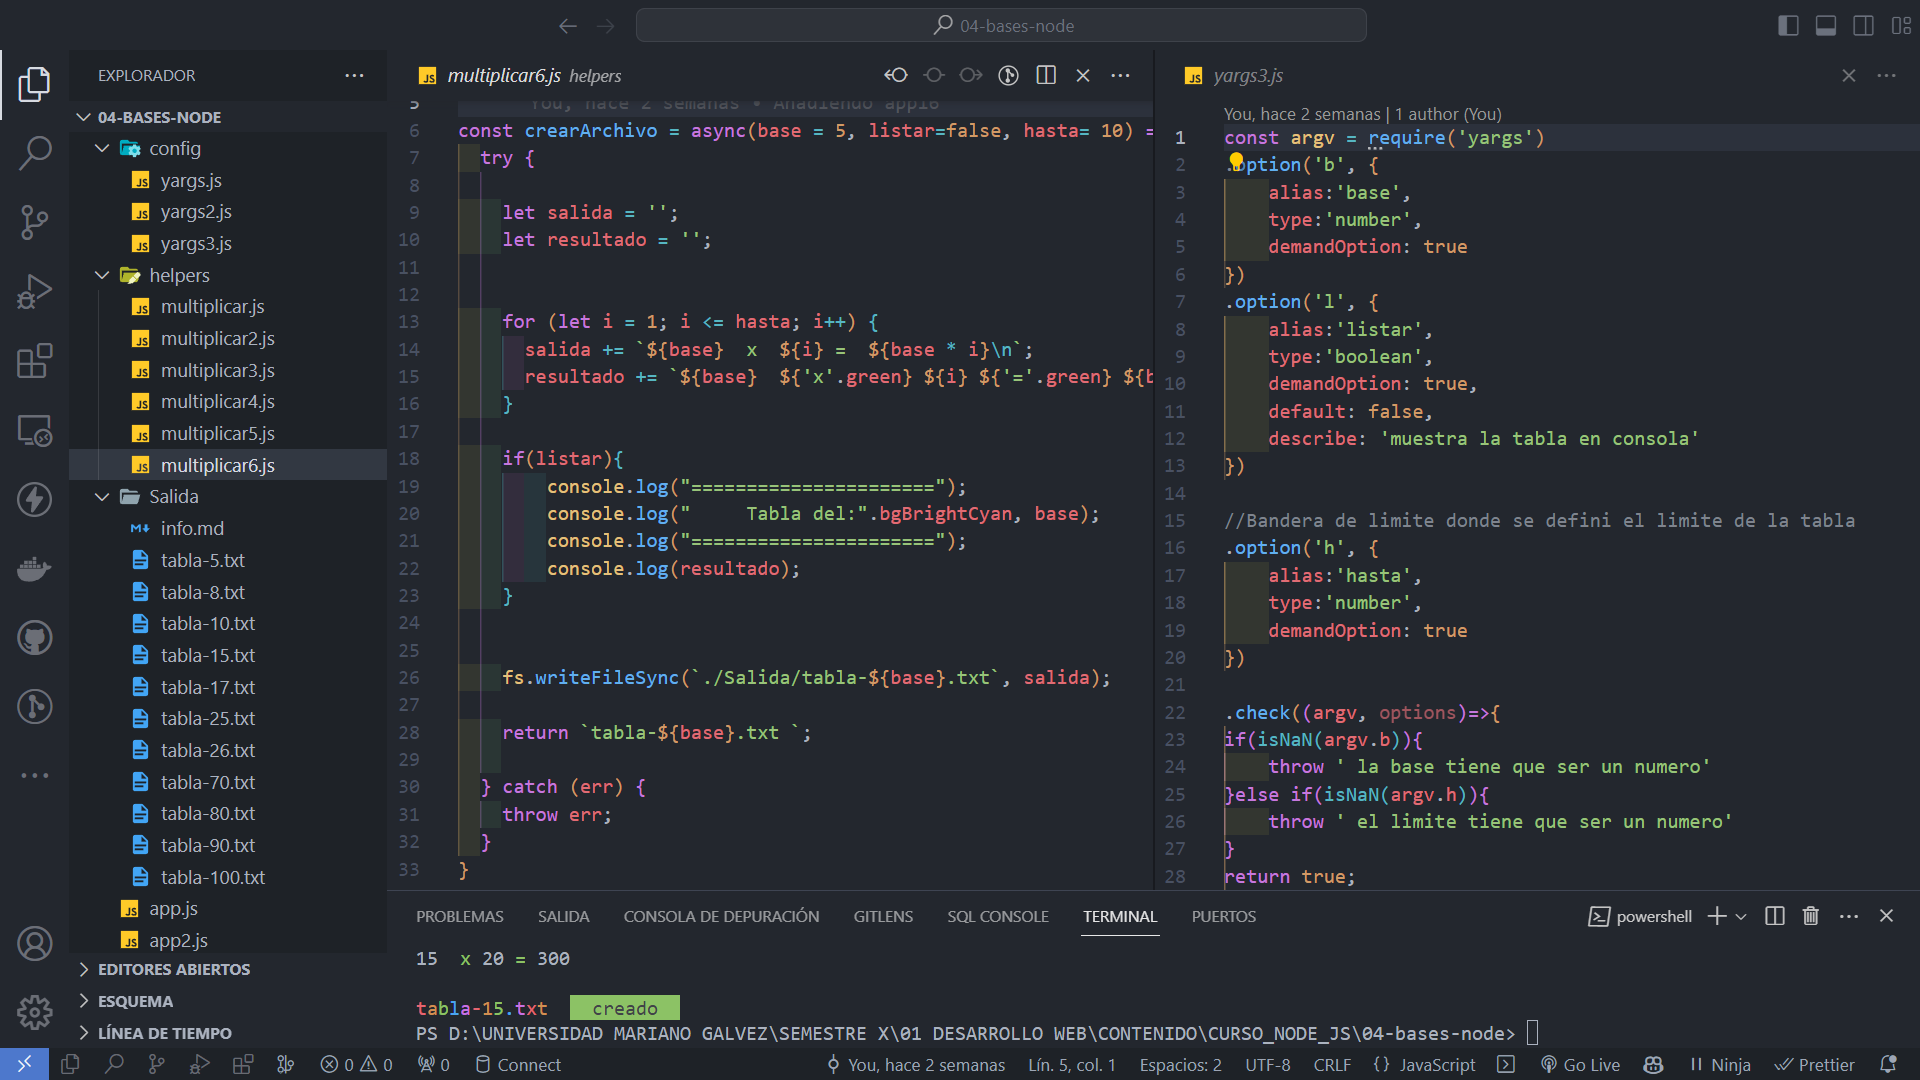 04-bases-node
EXPLORADOR
04-BASES-NODE
config
JS yargs.js
JS yargs2.js
JS yargs3.js
helpers
JS multiplicar.js
JS multiplicar2.js
JS multiplicar3.js
JS multiplicar4.js
JS multiplicar5.js
JS multiplicar6.js
Salida
info.md
tabla-5.txt
tabla-8.txt
tabla-10.txt
tabla-15.txt
tabla-17.txt
tabla-25.txt
tabla-26.txt
tabla-70.txt
tabla-80.txt
tabla-90.txt
tabla-100.txt
JS app.js
JS app2.js
EDITORES ABIERTOS
ESQUEMA
LÍNEA DE TIEMPO
JS multiplicar6.js helpers
5 You, hace 2 semanas • Añadiendo app16
6 const crearArchivo = async(base = 5, listar=false, hasta= 10) =
7 try {
8
9 let salida = '';
10 let resultado = '';
11
12
13 for (let i = 1; i <= hasta; i++) {
14 salida += `${base}  x  ${i} =  ${base * i}\n`;
15 resultado += `${base}  ${'x'.green} ${i} ${'='.green} ${b
16 }
17
18 if(listar){
19 console.log("======================");
20 console.log("     Tabla del:".bgBrightCyan, base);
21 console.log("======================");
22 console.log(resultado);
23 }
24
25
26 fs.writeFileSync(`./Salida/tabla-${base}.txt`, salida);
27
28 return `tabla-${base}.txt `;
29
30 } catch (err) {
31 throw err;
32 }
33 }
JS yargs3.js
You, hace 2 semanas | 1 author (You)
1 const argv = require('yargs')
2 .option('b', {
3 alias:'base',
4 type:'number',
5 demandOption: true
6 })
7 .option('l', {
8 alias:'listar',
9 type:'boolean',
10 demandOption: true,
11 default: false,
12 describe: 'muestra la tabla en consola'
13 })
14
15 //Bandera de limite donde se defini el limite de la tabla
16 .option('h', {
17 alias:'hasta',
18 type:'number',
19 demandOption: true
20 })
21
22 .check((argv, options)=>{
23 if(isNaN(argv.b)){
24 throw ' la base tiene que ser un numero'
25 }else if(isNaN(argv.h)){
26 throw ' el limite tiene que ser un numero'
27 }
28 return true;
PROBLEMAS SALIDA CONSOLA DE DEPURACIÓN GITLENS SQL CONSOLE TERMINAL PUERTOS powershell
15  x 20 = 300
tabla-15.txt creado
PS D:\UNIVERSIDAD MARIANO GALVEZ\SEMESTRE X\01 DESARROLLO WEB\CONTENIDO\CURSO_NODE_JS\04-bases-node>
0 0 0 Connect You, hace 2 semanas Lín. 5, col. 1 Espacios: 2 UTF-8 CRLF {} JavaScript Go Live Ninja Prettier